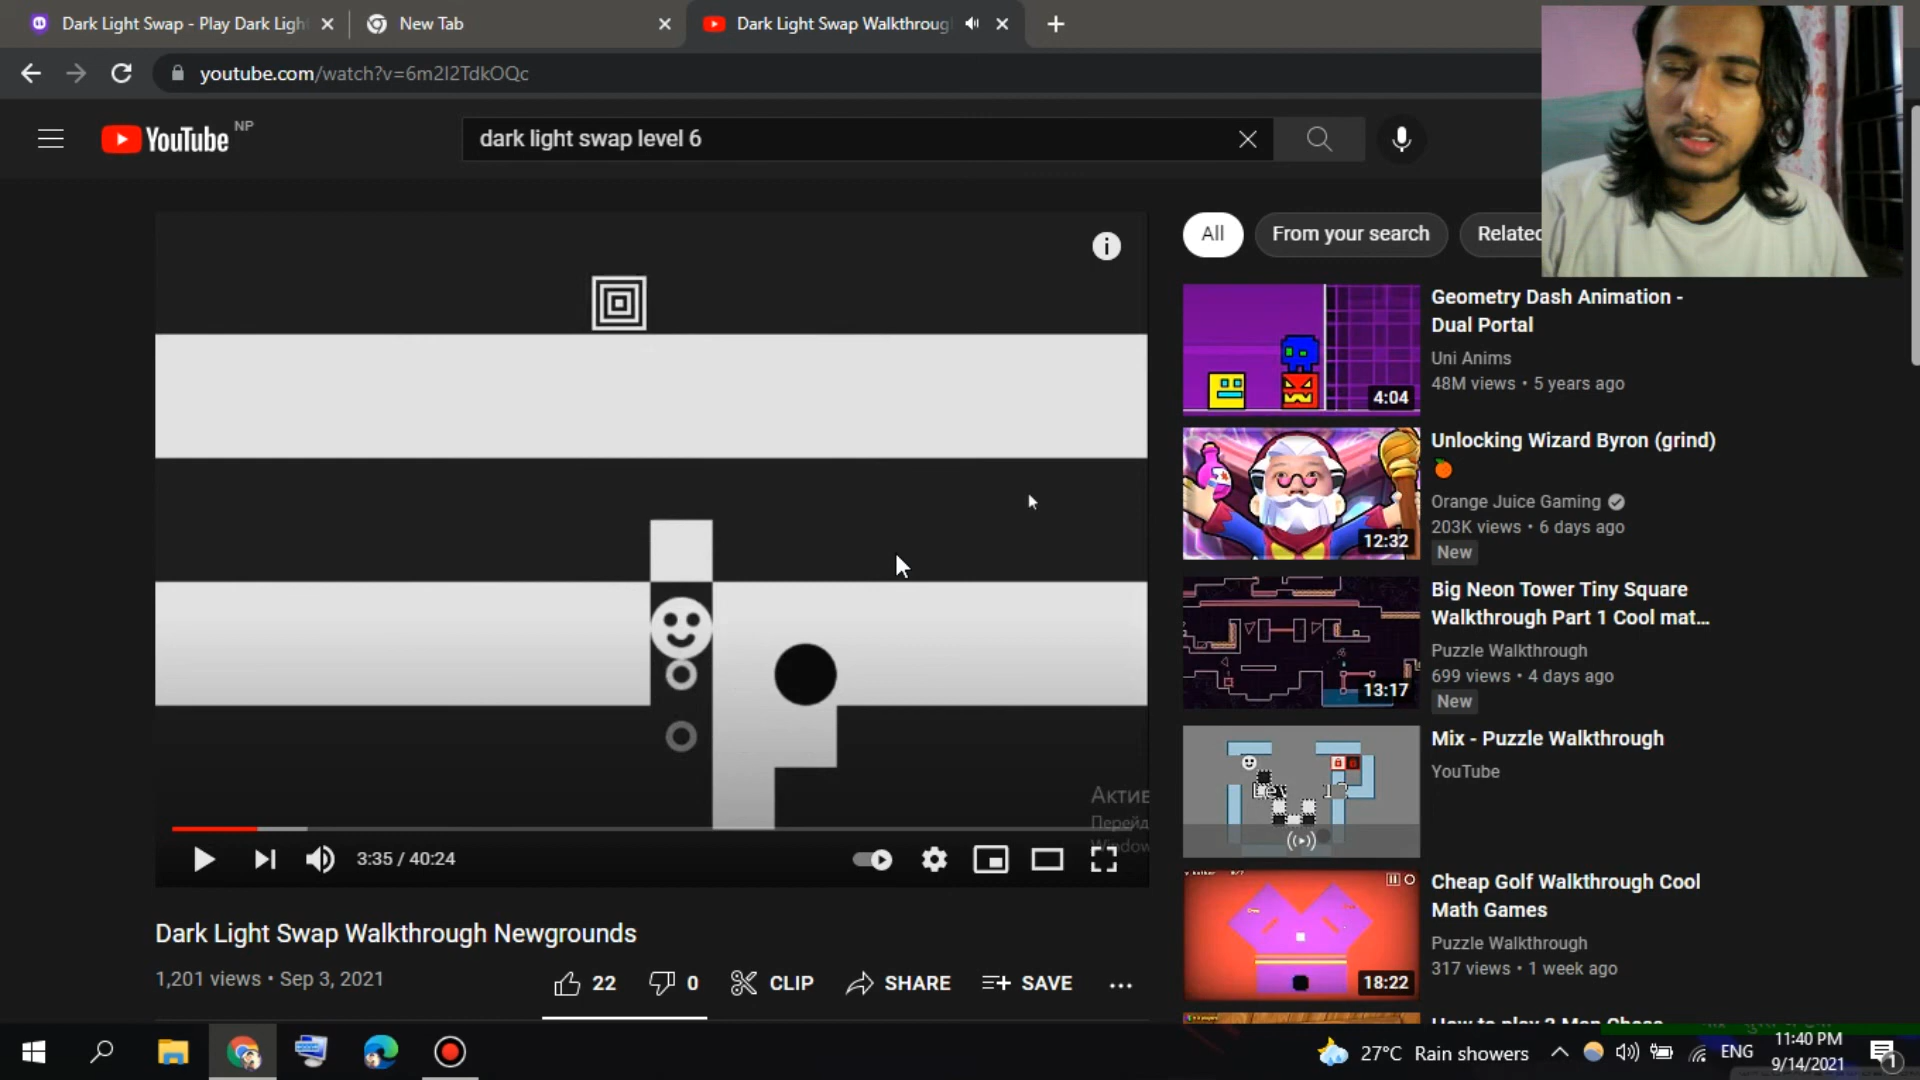 Dark Light Swap - Play Dark Ligh
New Tab
Dark Light Swap Walkthroug
youtube.com/watch?v=6m2I2TdkOQc
YouTube NP
dark light swap level 6
All
From your search
Related
Geometry Dash Animation -
Dual Portal
Uni Anims
48M views • 5 years ago
4:04
Unlocking Wizard Byron (grind)
Orange Juice Gaming
203K views • 6 days ago
New
12:32
Big Neon Tower Tiny Square
Walkthrough Part 1 Cool mat...
Puzzle Walkthrough
699 views • 4 days ago
New
13:17
Mix - Puzzle Walkthrough
YouTube
Cheap Golf Walkthrough Cool
Math Games
Puzzle Walkthrough
317 views • 1 week ago
18:22
Актив
Перейд
Window
3:35 / 40:24
Dark Light Swap Walkthrough Newgrounds
1,201 views • Sep 3, 2021
22
0
CLIP
SHARE
SAVE
27°C Rain showers
ENG
11:40 PM
9/14/2021
1